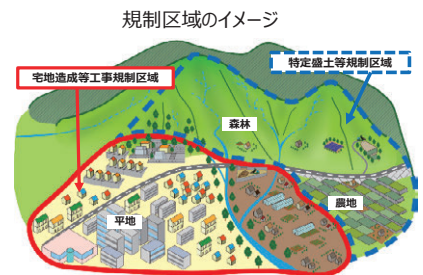 規制区域のイメージ
宅地造成等工事規制区域
特定盛土等規制区域
森林
平地
農地